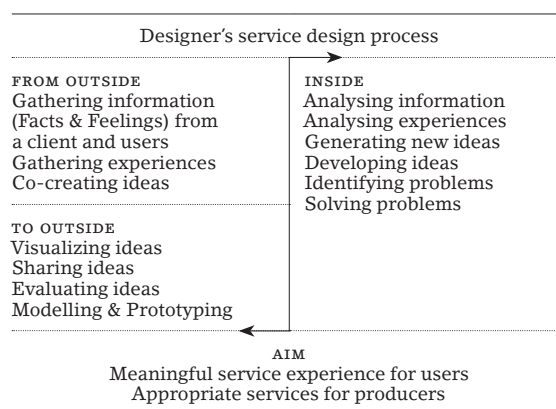 Designer’s service design process
FROM OUTSIDE
Gathering information
(Facts & Feelings) from
a client and users
Gathering experiences
Co-creating ideas
TO OUTSIDE
Visualizing ideas
Sharing ideas
Evaluating ideas
Modelling & Prototyping
INSIDE
Analysing information
Analysing experiences
Generating new ideas
Developing ideas
Identifying problems
Solving problems
AIM
Meaningful service experience for users
Appropriate services for producers